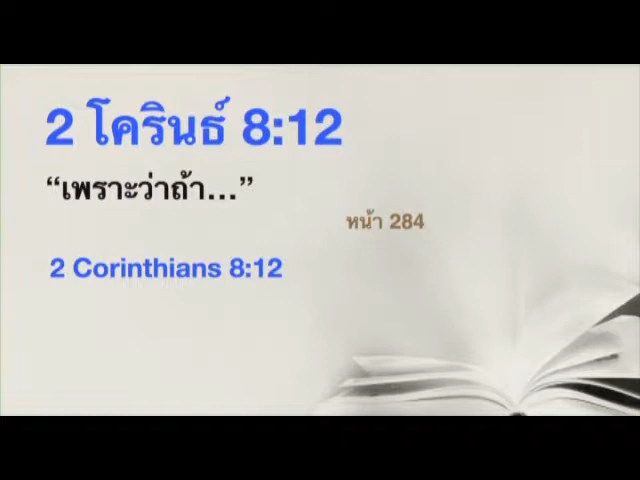 2 โครินธ์ 8:12
“เพราะว่าถ้า...”
หน้า 284
2 Corinthians 8:12